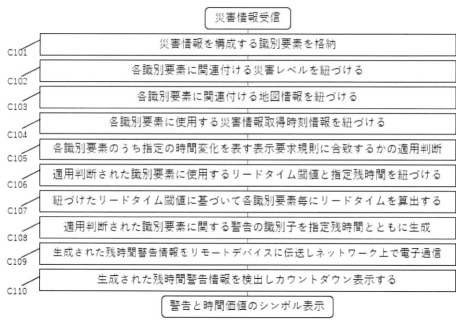 災害情報受信
災害情報を構成する識別要素を格納
C101
各識別要素に関連付ける災害レベルを紐づける
C102
各識別要素に関連付ける地図情報を紐づける
C103
各識別要素に使用する災害情報取得時刻情報を紐づける
C104
各識別要素のうち指定の時間変化を表す表示要求規則に合致するかの適用判断
C105
適用判断された識別要素に使用するリードタイム閾値と指定残時間を紐づける
C106
紐づけたリードタイム閾値に基づいて各識別要素毎にリードタイムを算出する
C107
適用判断された識別要素に関する警告の識別子を指定残時間とともに生成
C108
生成された残時間警告情報をリモートデバイスに伝送しネットワーク上で電子通信
C109
生成された残時間警告情報を検出しカウントダウン表示する
C110
警告と時間価値のシンボル表示